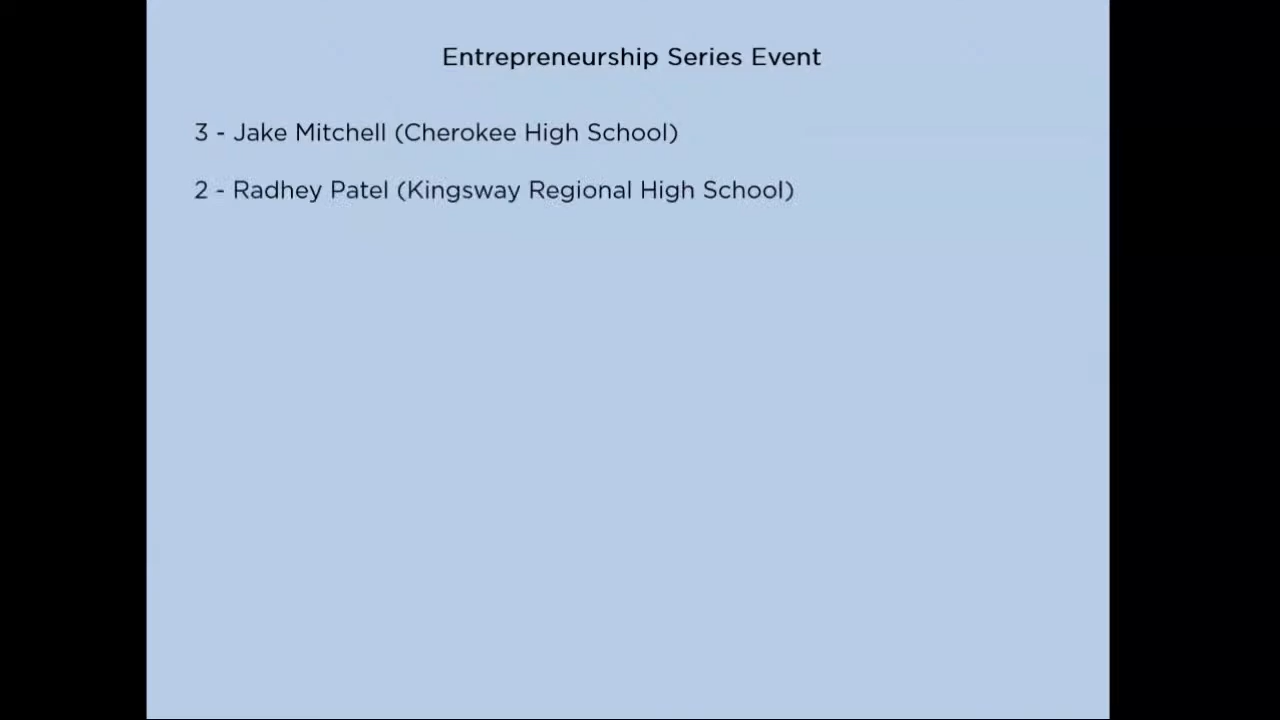 Entrepreneurship Series Event
3 - Jake Mitchell (Cherokee High School)
2 - Radhey Patel (Kingsway Regional High School)